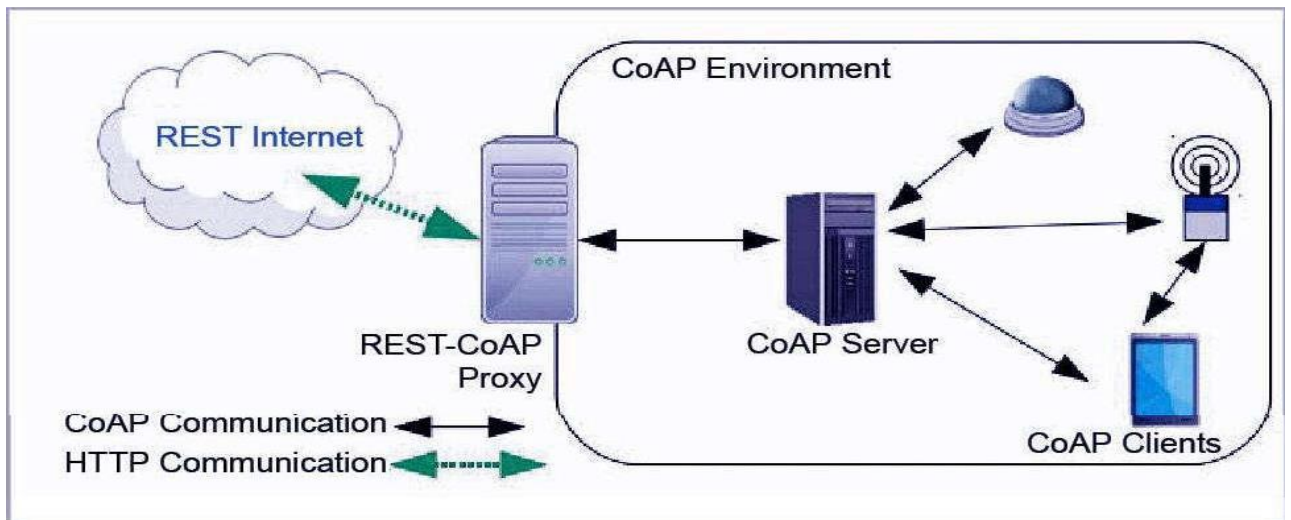 CoAP Environment
REST Internet
REST-CoAP
Proxy
CoAP Server
CoAP Clients
CoAP Communication
HTTP Communication